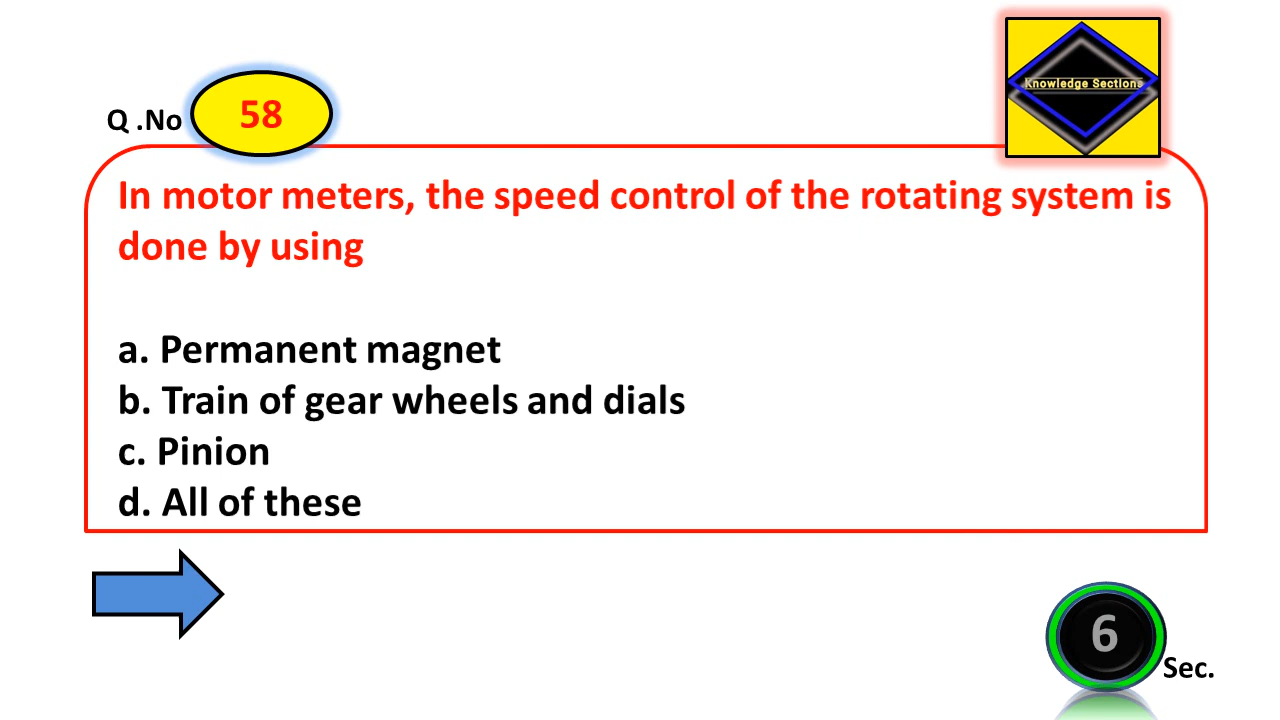 Q .No 58
Knowledge Sections
In motor meters, the speed control of the rotating system is
done by using
a. Permanent magnet
b. Train of gear wheels and dials
c. Pinion
d. All of these
6
Sec.